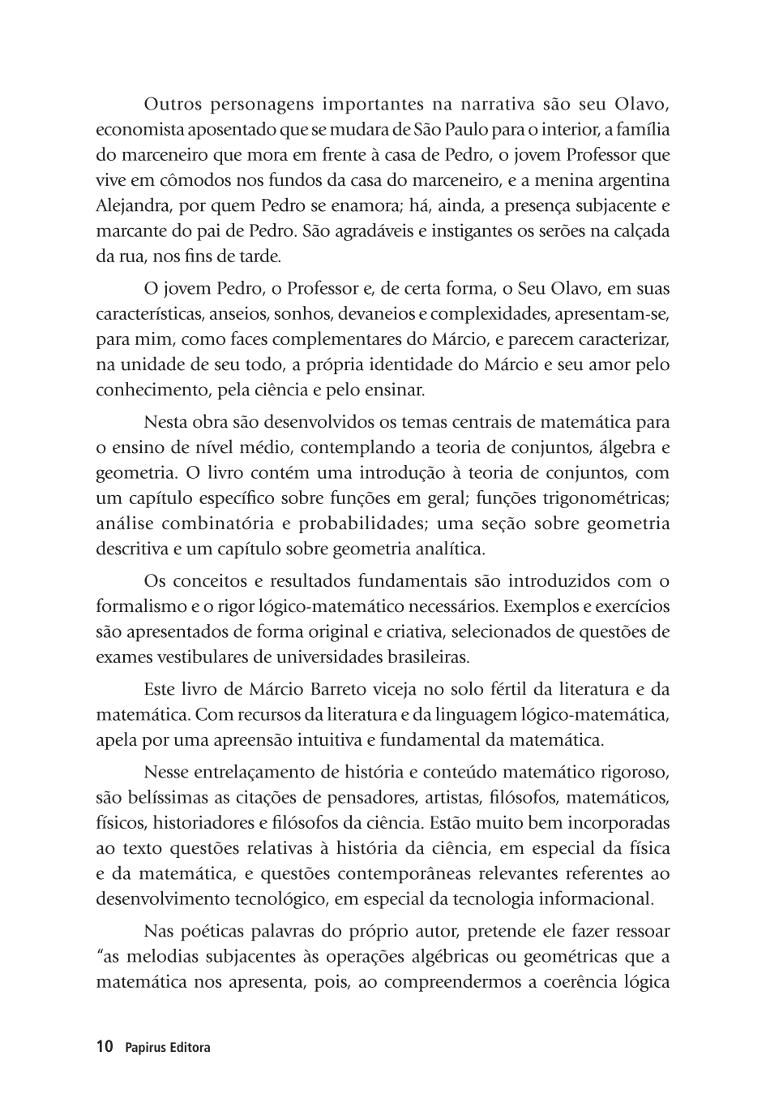 Outros personagens importantes na narrativa são seu Olavo,
economista aposentado que se mudara de São Paulo para o interior, a família
do marceneiro que mora em frente à casa de Pedro, o jovem Professor que
vive em cômodos nos fundos da casa do marceneiro, e a menina argentina
Alejandra, por quem Pedro se enamora; há, ainda, a presença subjacente e
marcante do pai de Pedro. São agradáveis e instigantes os serões na calçada
da rua, nos fins de tarde.
O jovem Pedro, o Professor e, de certa forma, o Seu Olavo, em suas
características, anseios, sonhos, devaneios e complexidades, apresentam-se,
para mim, como faces complementares do Márcio, e parecem caracterizar,
na unidade de seu todo, a própria identidade do Márcio e seu amor pelo
conhecimento, pela ciência e pelo ensinar.
Nesta obra são desenvolvidos os temas centrais de matemática para
o ensino de nível médio, contemplando a teoria de conjuntos, álgebra e
geometria. O livro contém uma introdução à teoria de conjuntos, com
um capítulo específico sobre funções em geral; funções trigonométricas;
análise combinatória e probabilidades; uma seção sobre geometria
descritiva e um capítulo sobre geometria analítica.
Os conceitos e resultados fundamentais são introduzidos com o
formalismo e o rigor lógico-matemático necessários. Exemplos e exercícios
são apresentados de forma original e criativa, selecionados de questões de
exames vestibulares de universidades brasileiras.
Este livro de Márcio Barreto viceja no solo fértil da literatura e da
matemática. Com recursos da literatura e da linguagem lógico-matemática,
apela por uma apreensão intuitiva e fundamental da matemática.
Nesse entrelaçamento de história e conteúdo matemático rigoroso,
são belíssimas as citações de pensadores, artistas, filósofos, matemáticos,
físicos, historiadores e filósofos da ciência. Estão muito bem incorporadas
ao texto questões relativas à história da ciência, em especial da física
e da matemática, e questões contemporâneas relevantes referentes ao
desenvolvimento tecnológico, em especial da tecnologia informacional.
Nas poéticas palavras do próprio autor, pretende ele fazer ressoar
“as melodias subjacentes às operações algébricas ou geométricas que a
matemática nos apresenta, pois, ao compreendermos a coerência lógica
10 Papirus Editora